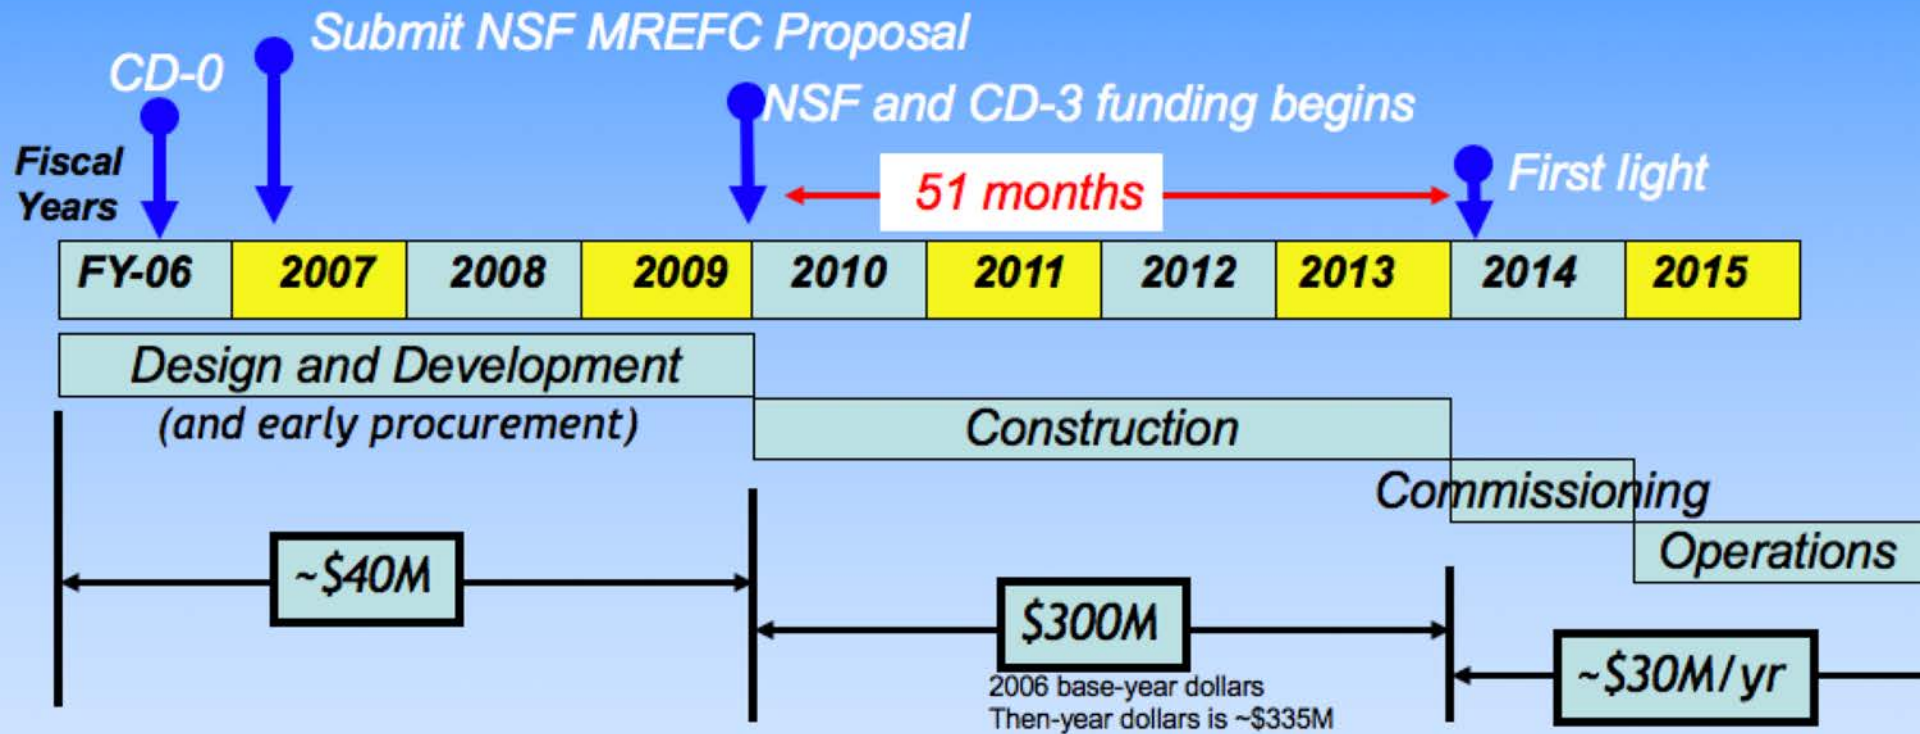 Submit NSF MREFC Proposal
CD-0
NSF and CD-3 funding begins
Fiscal
Years
51 months
First light
FY-06 2007 2008 2009 2010 2011 2012 2013 2014 2015
Design and Development
(and early procurement)
Construction
Commissioning
Operations
~$40M
$300M
2006 base-year dollars
Then-year dollars is ~$335M
~$30M/yr